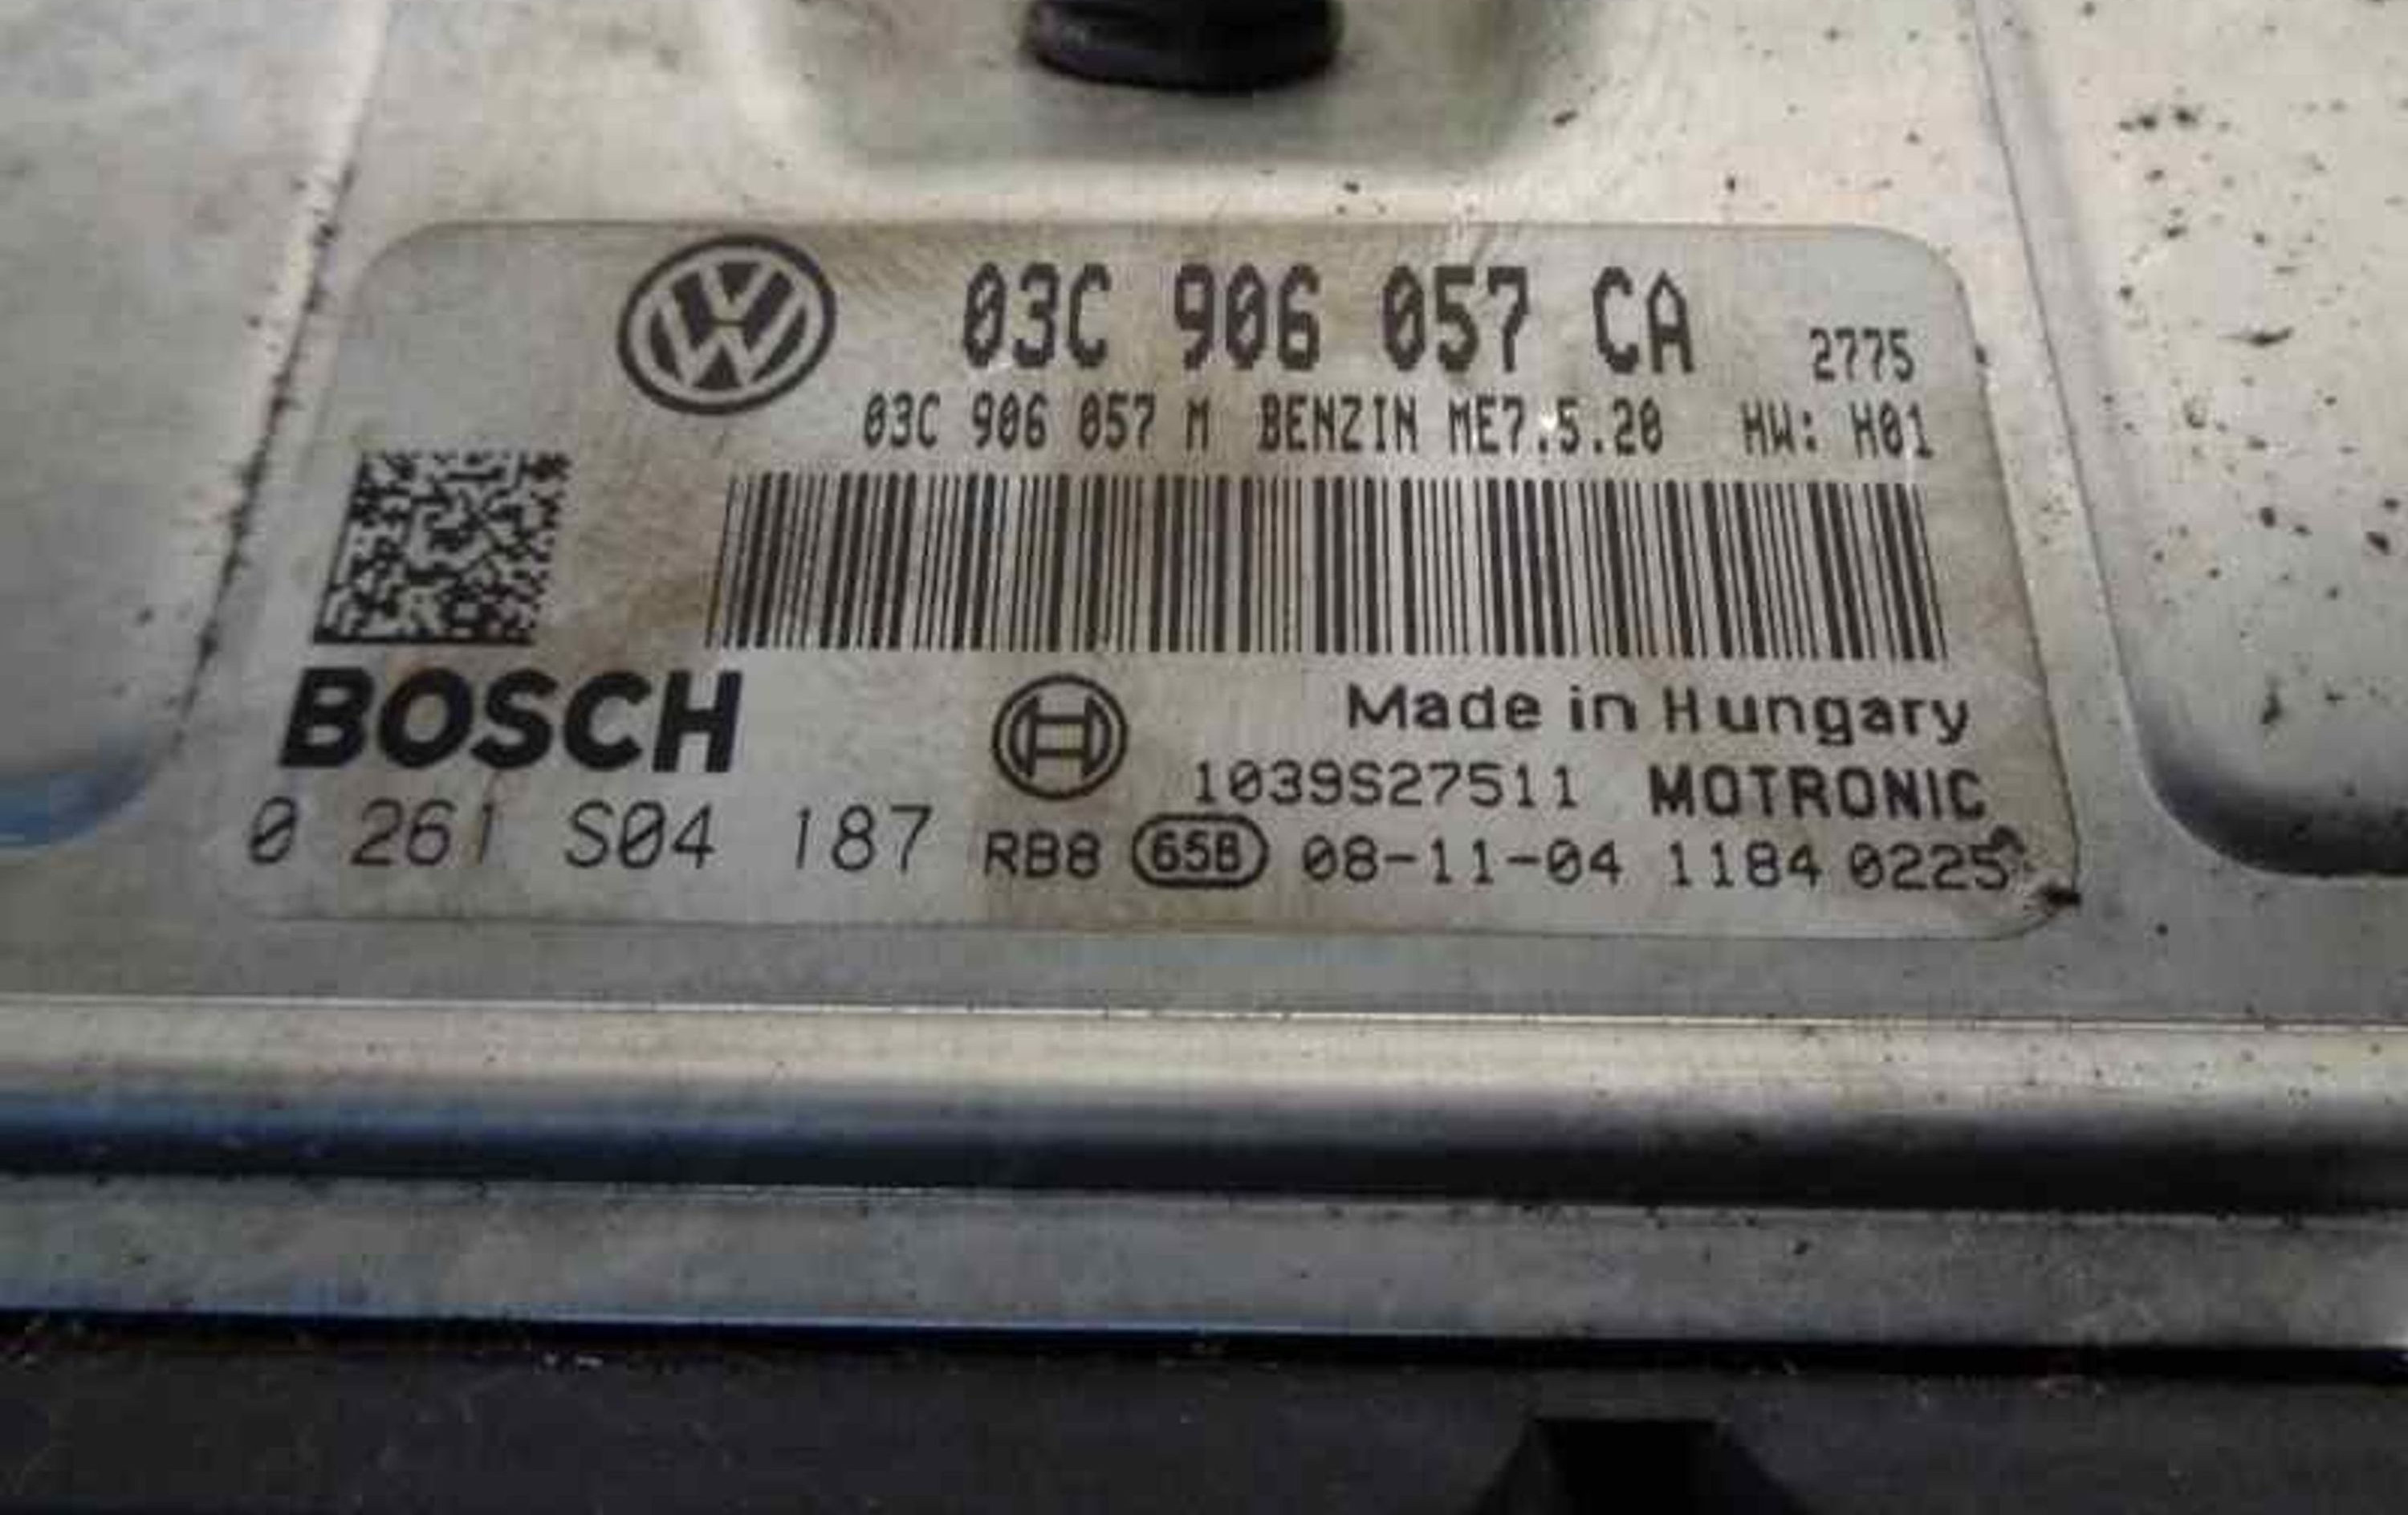 03C 906 057 CA 2775
03C 906 057 M BENZIN ME7.5.20 HW: H01
BOSCH
Made in Hungary
1039S27511 MOTRONIC
0 261 S04 187 RB8 65B 08-11-04 1184 0225